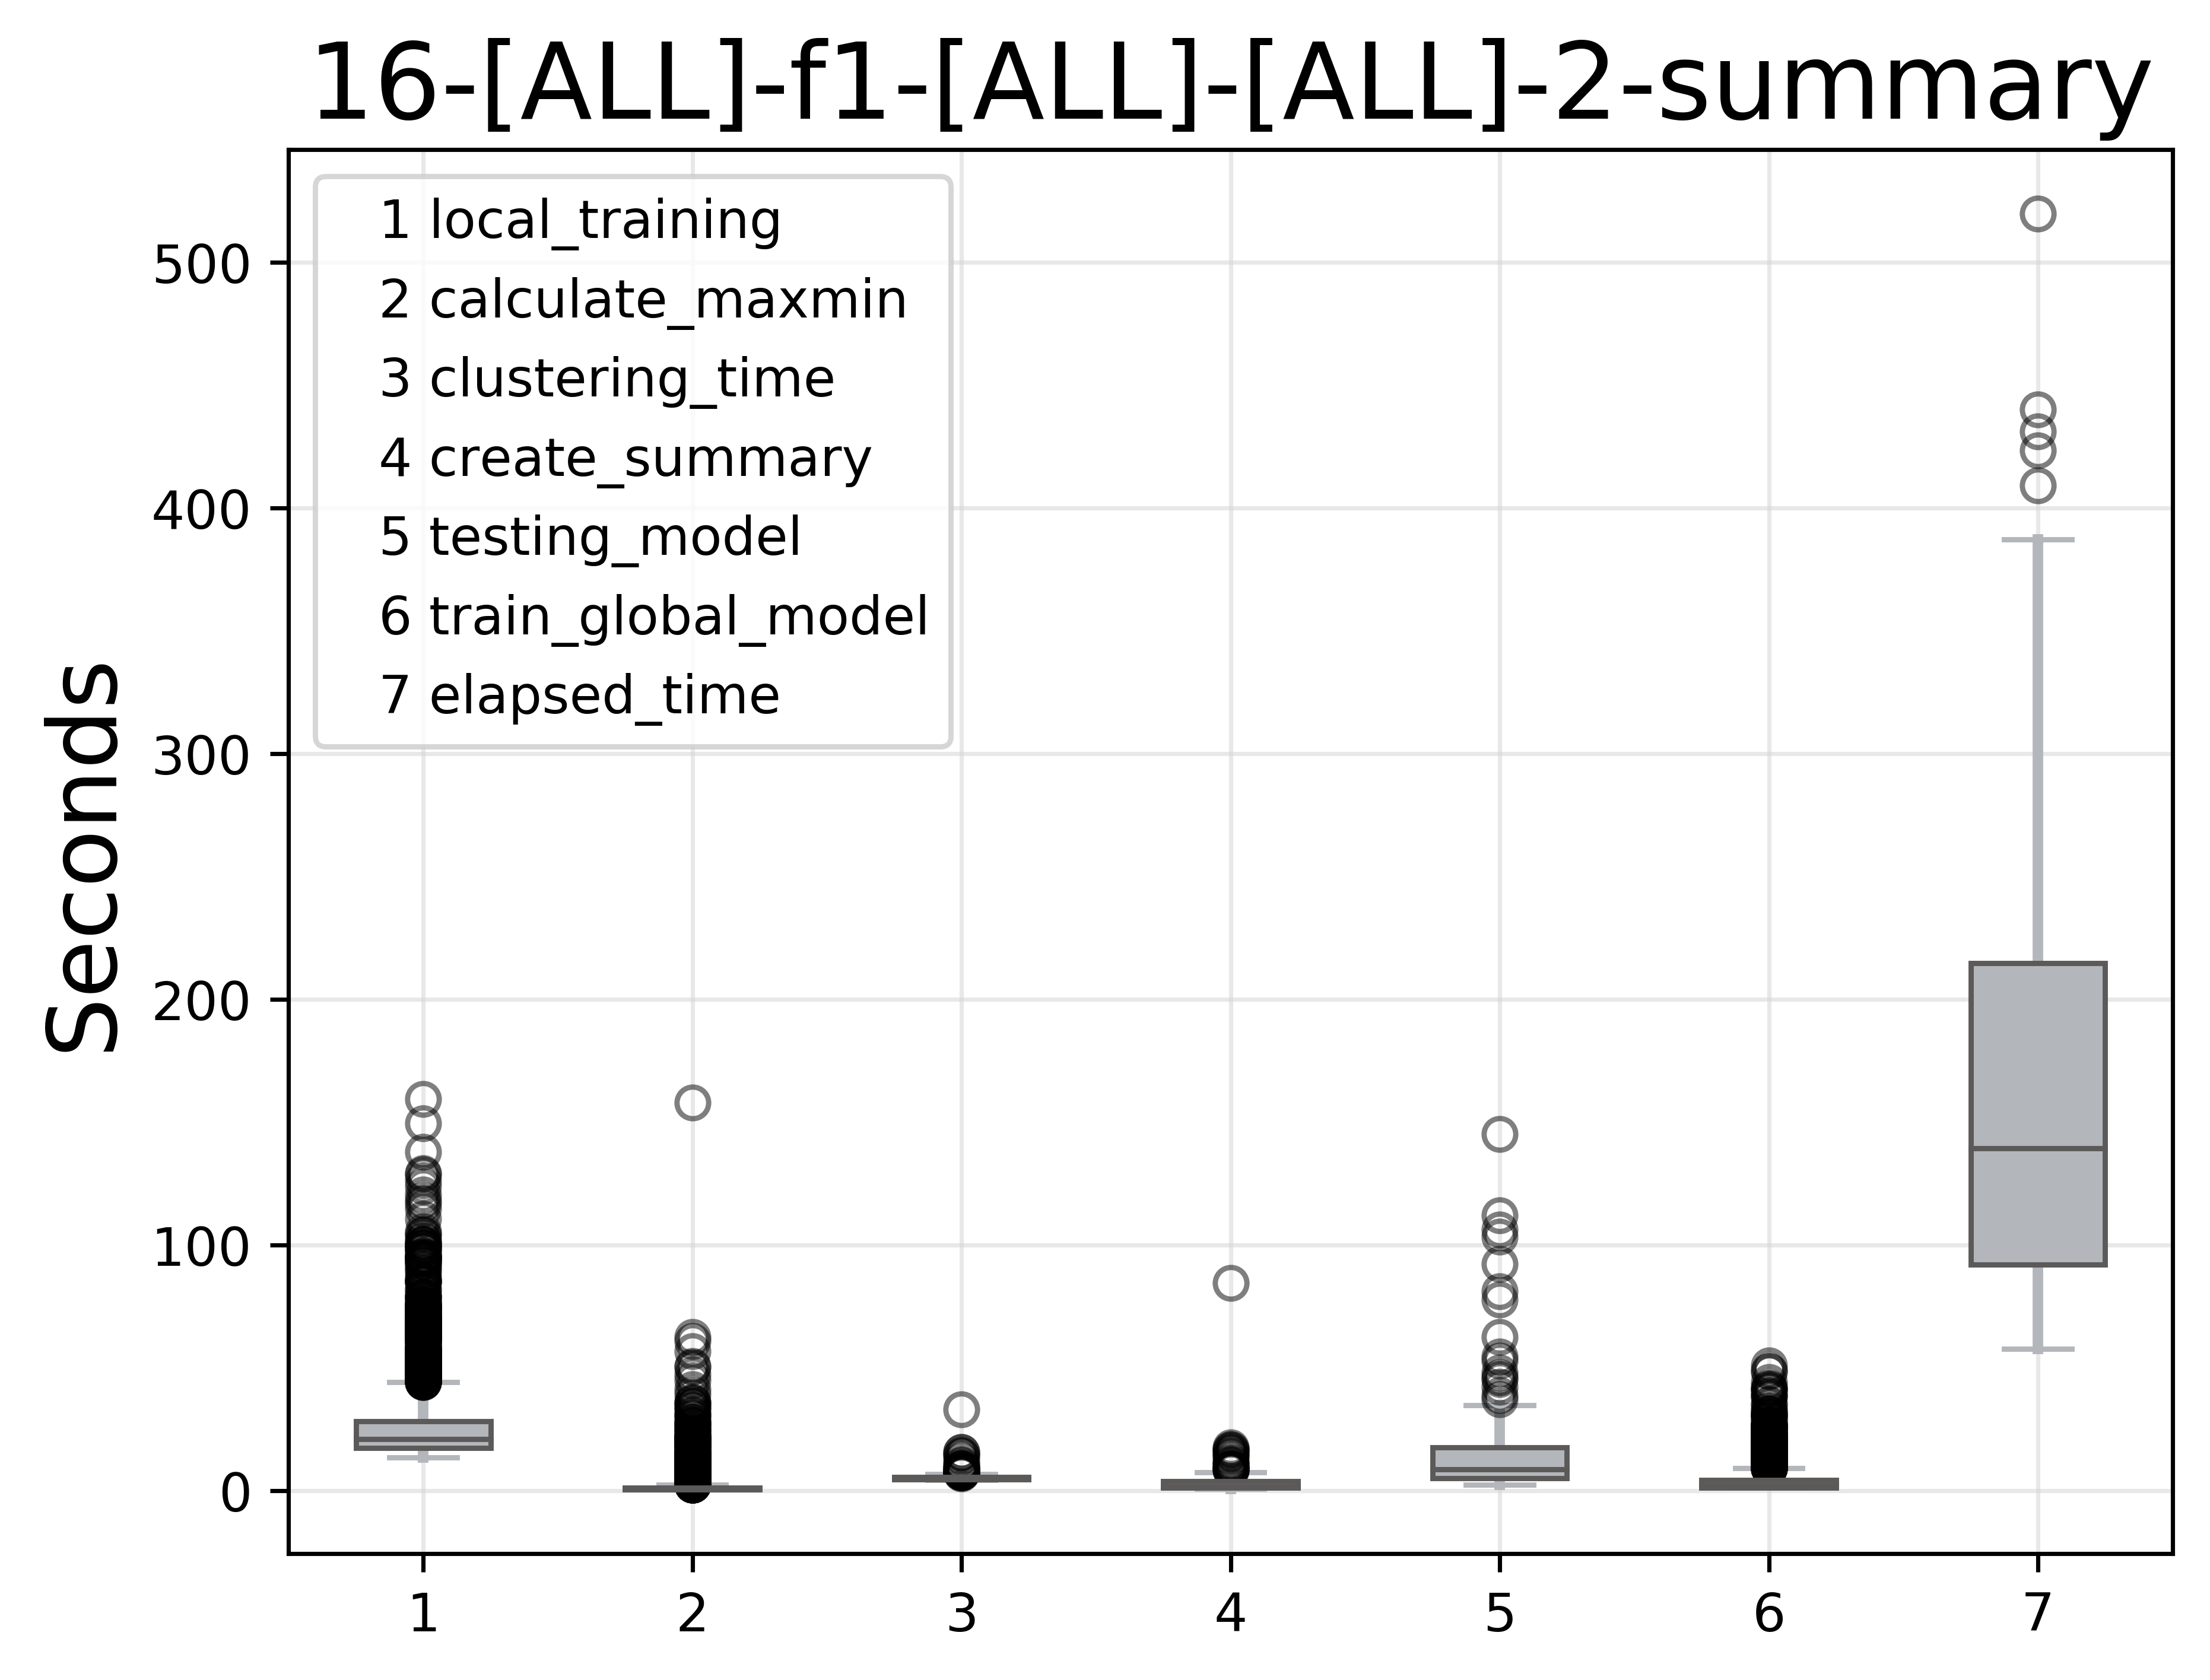 16-[ALL]-f1-[ALL]-[ALL]-2-summary
1 local_training
2 calculate_maxmin
3 clustering_time
4 create_summary
5 testing_model
6 train_global_model
7 elapsed_time
Seconds
500
400
300
200
100
0
1 2 3 4 5 6 7